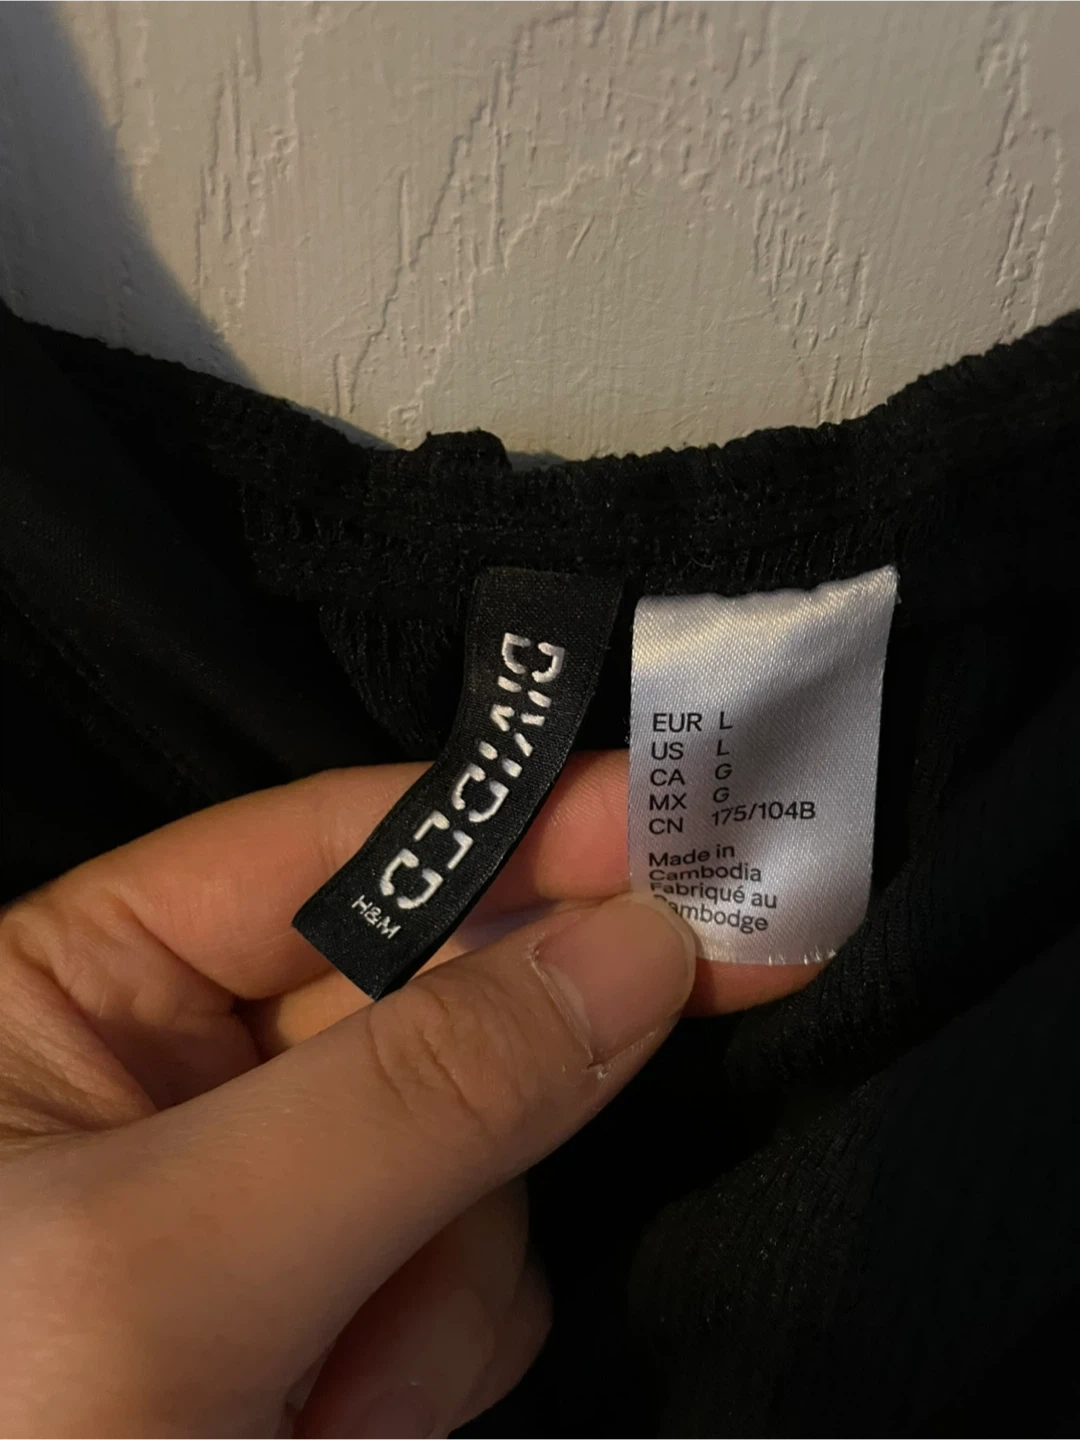 DIVIDED
H&M
EUR L
US L
CA G
MX G
CN 175/104B
Made in
Cambodia
Fabriqué au
Cambodge